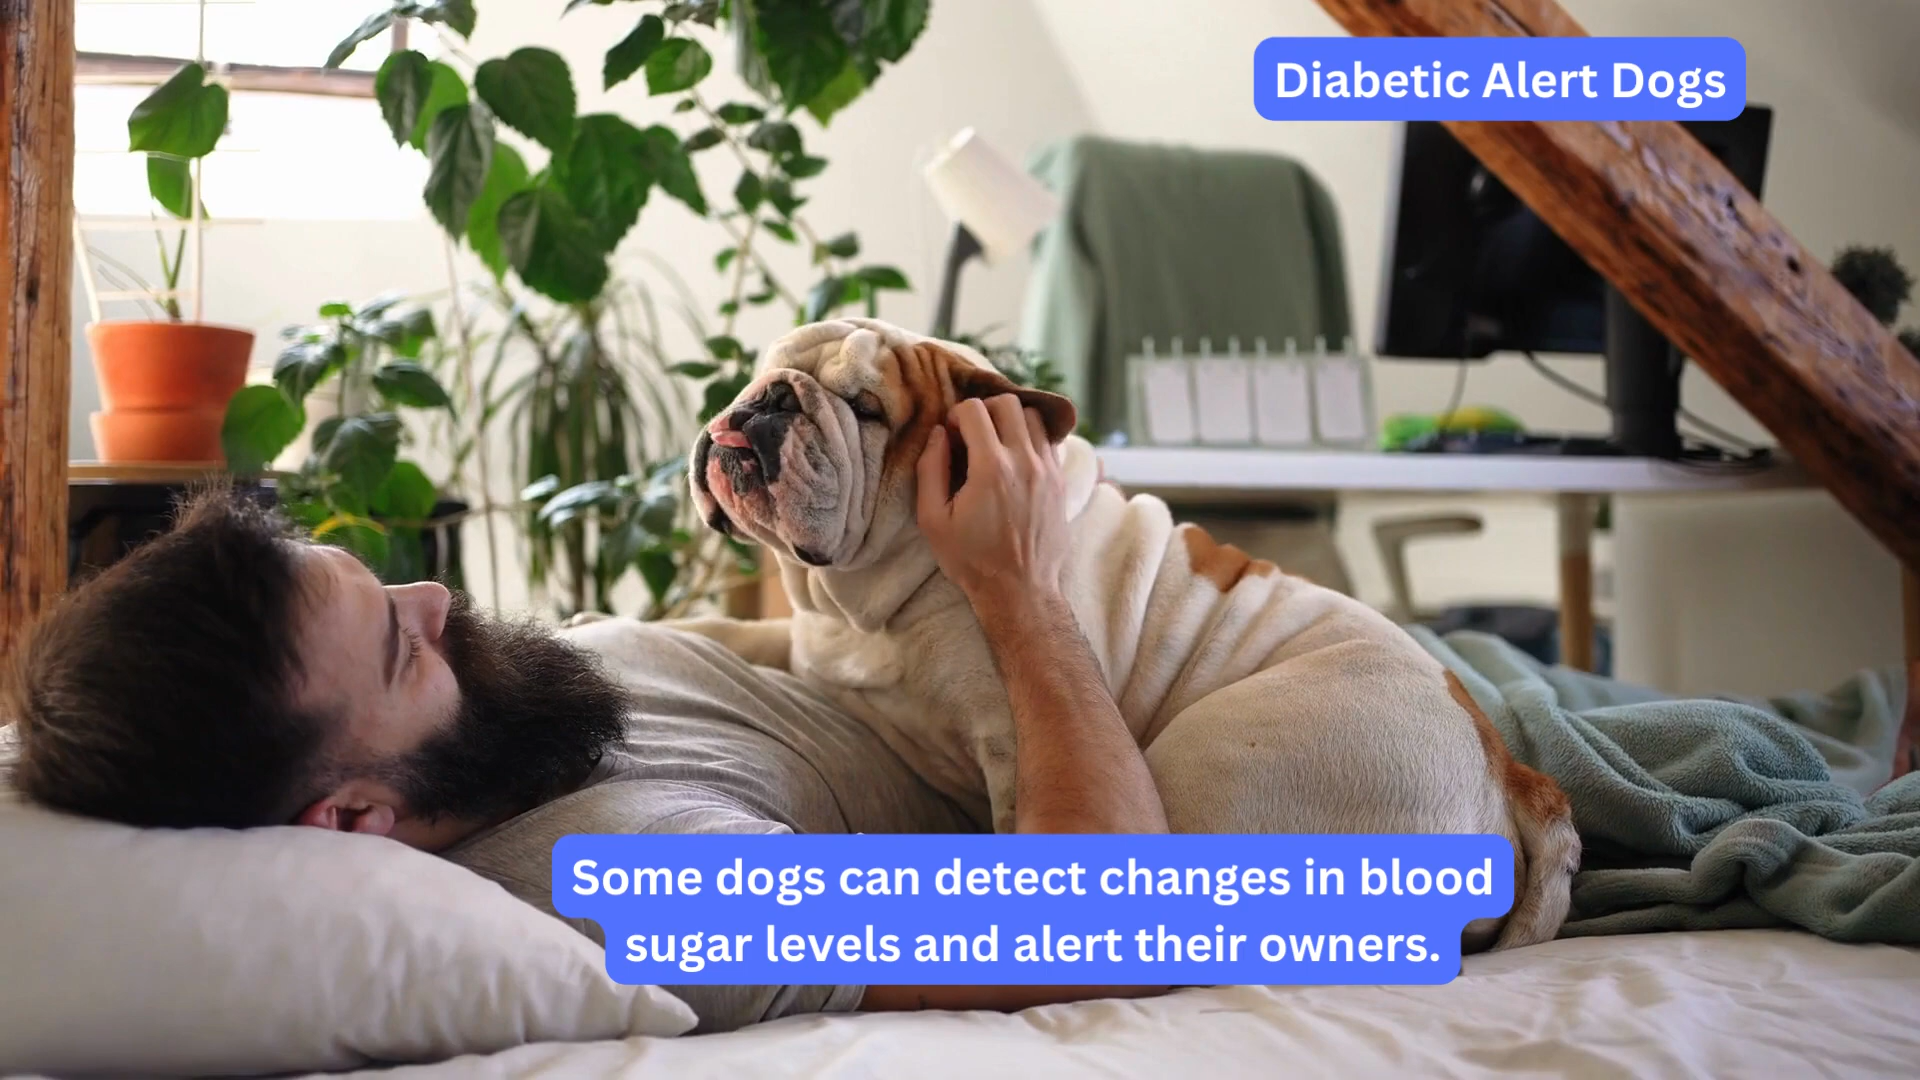 Diabetic Alert Dogs
Some dogs can detect changes in blood
sugar levels and alert their owners.